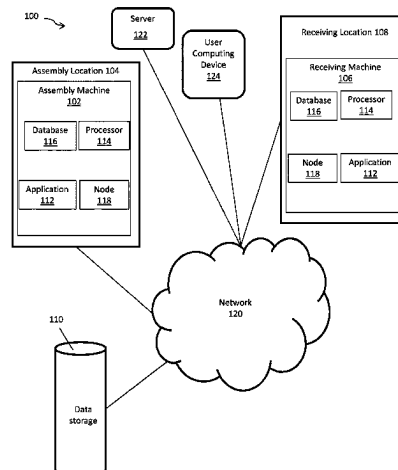 100
Server
122
User
Computing
Device
124
Receiving Location 108
Receiving Machine
106
Database
116
Processor
114
Node
118
Application
112
Assembly Location 104
Assembly Machine
102
Database
116
Processor
114
Application
112
Node
118
Network
120
110
Data
storage